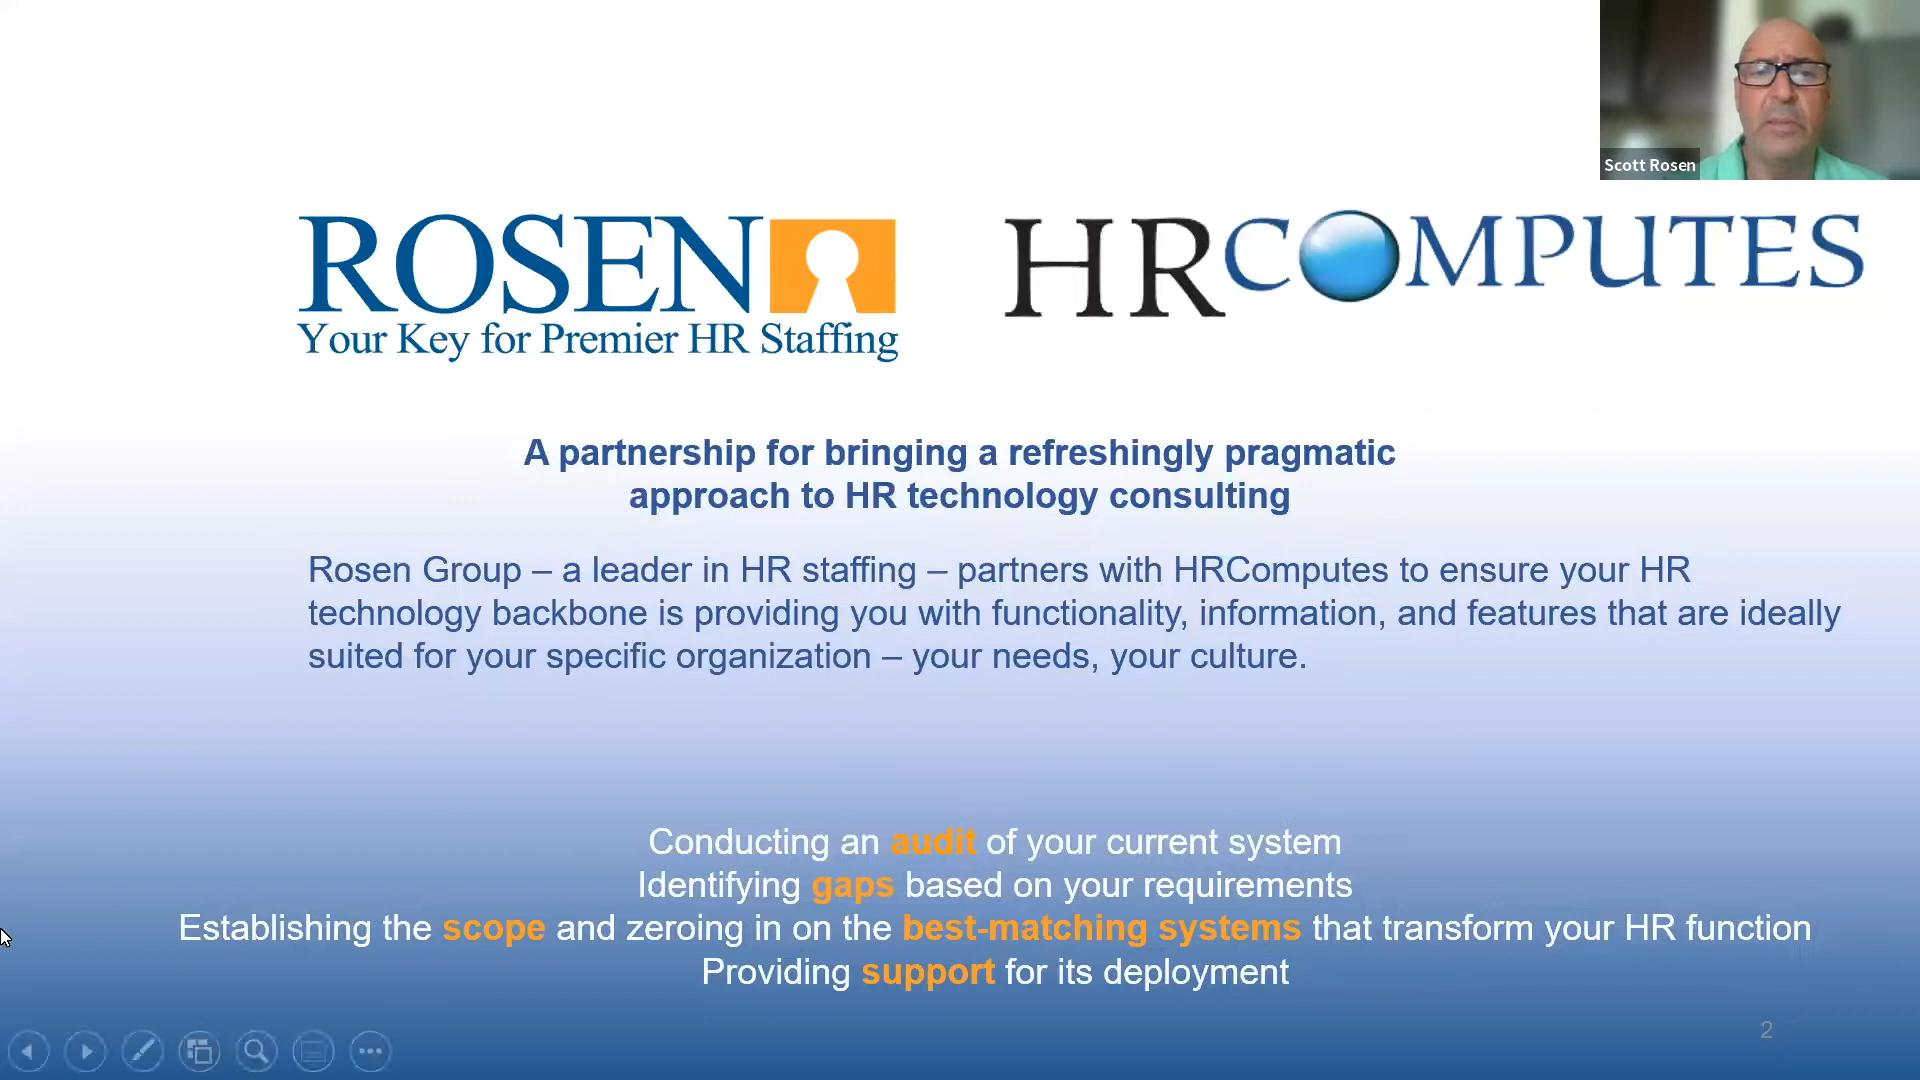 Scott Rosen
ROSEN
Your Key for Premier HR Staffing
HRCOMPUTES
A partnership for bringing a refreshingly pragmatic
approach to HR technology consulting
Rosen Group – a leader in HR staffing – partners with HRComputes to ensure your HR
technology backbone is providing you with functionality, information, and features that are ideally
suited for your specific organization – your needs, your culture.
Conducting an audit of your current system
Identifying gaps based on your requirements
Establishing the scope and zeroing in on the best-matching systems that transform your HR function
Providing support for its deployment
2